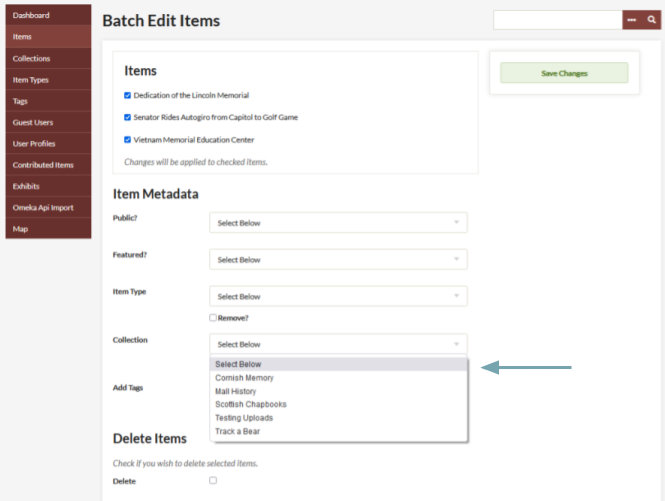 Dashboard
Items
Collections
Item Types
Tags
Guest Users
User Profiles
Contributed Items
Exhibits
Omeka Api Import
Map
Batch Edit Items
Items
Dedication of the Lincoln Memorial
Senator Rides Autogiro from Capitol to Golf Game
Vietnam Memorial Education Center
Changes will be applied to checked items.
Save Changes
Item Metadata
Public?
Select Below
Featured?
Select Below
Item Type
Select Below
Remove?
Collection
Select Below
Select Below
Cornish Memory
Mall History
Scottish Chapbooks
Testing Uploads
Track a Bear
Add Tags
Delete Items
Check if you wish to delete selected items.
Delete